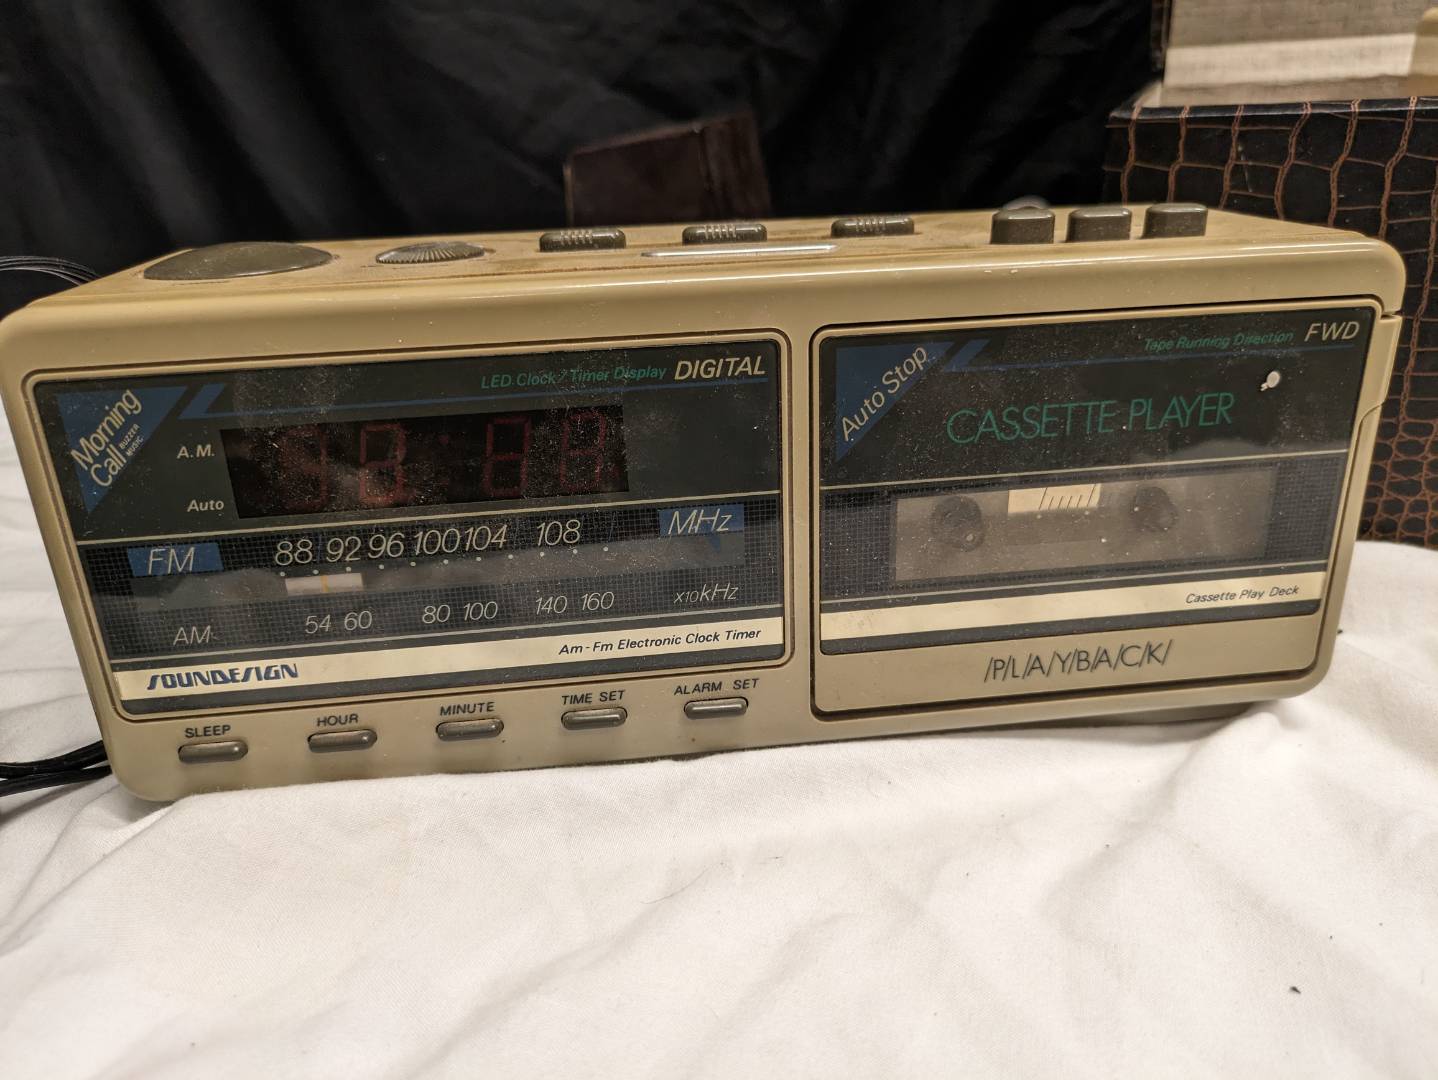 Morning
Call BUZZER
MUSIC
LED Clock / Timer Display DIGITAL
A.M.
Auto
FM 88 92 96 100 104 108 MHz
AM 54 60 80 100 140 160 x10kHz
SOUNDESIGN Am-Fm Electronic Clock Timer
SLEEP HOUR MINUTE TIME SET ALARM SET
Auto Stop
Tape Running Direction FWD
CASSETTE PLAYER
Cassette Play Deck
/P/L/A/Y/B/A/C/K/